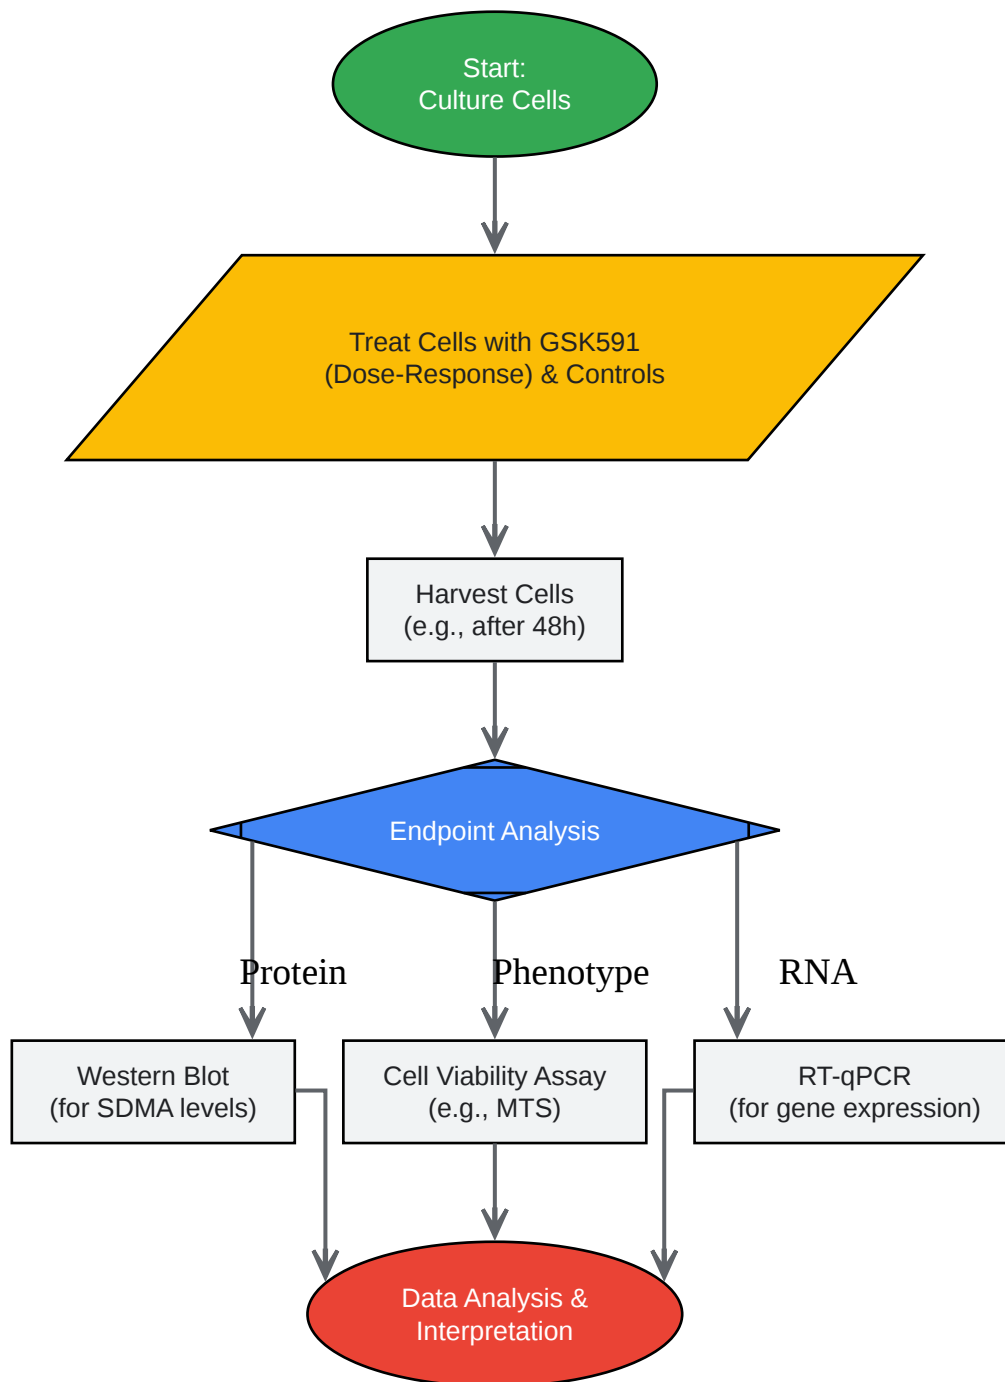 Start:
Culture Cells
Treat Cells with GSK591
(Dose-Response) & Controls
Harvest Cells
(e.g., after 48h)
Endpoint Analysis
Protein
Phenotype
RNA
Western Blot
(for SDMA levels)
Cell Viability Assay
(e.g., MTS)
RT-qPCR
(for gene expression)
Data Analysis &
Interpretation